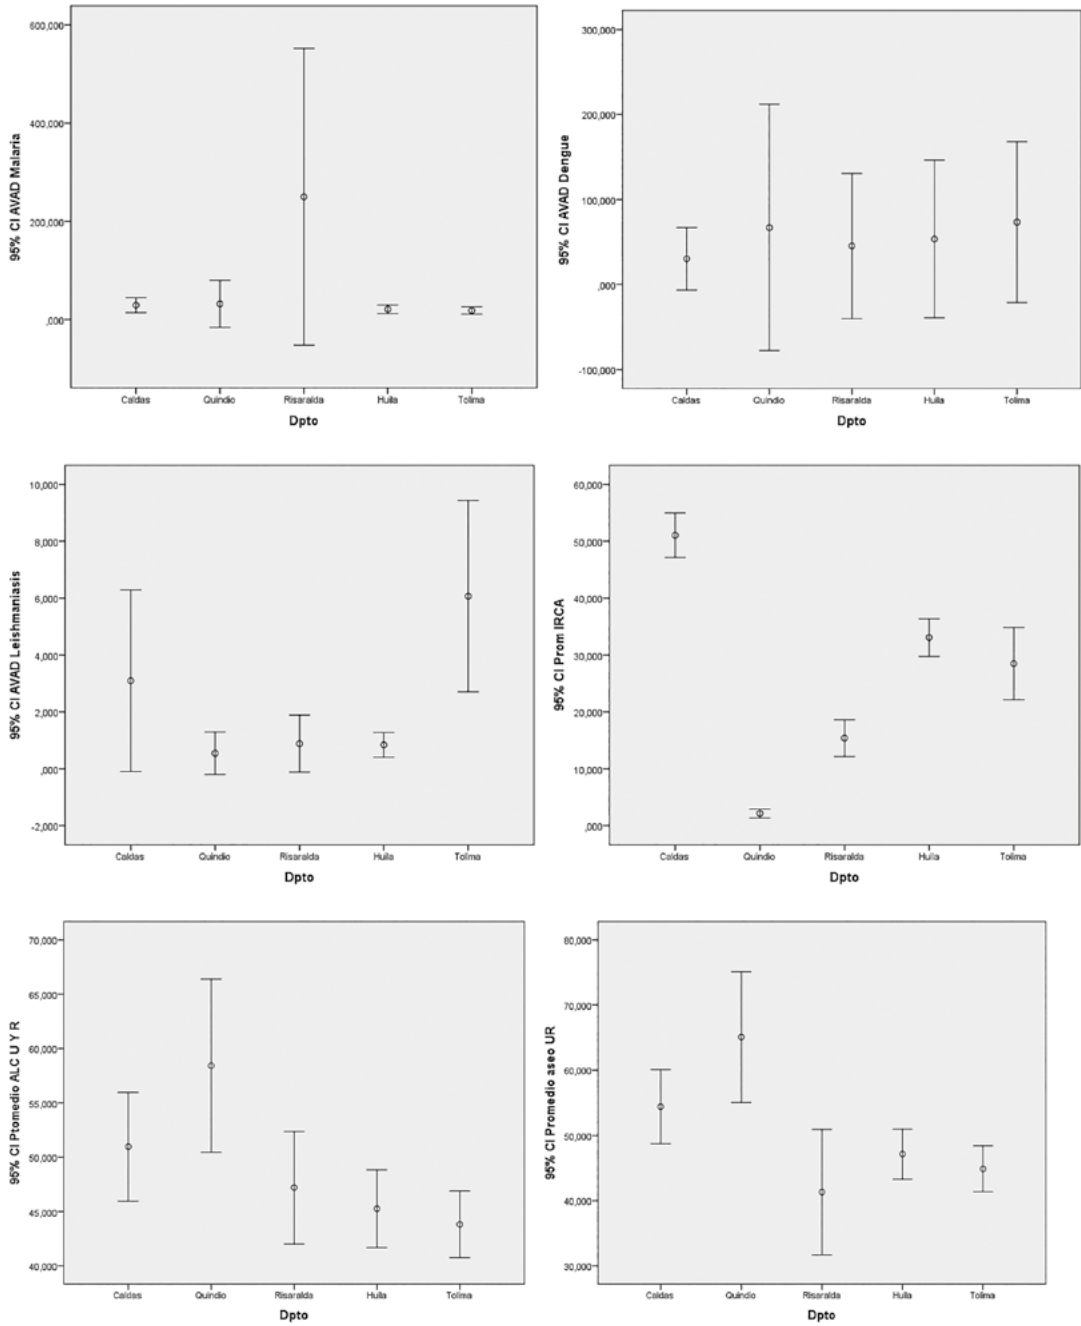 95% CI AVAD Malaria
600,000
400,000
200,000
,000
Caldas Quindio Risaralda Huila Tolima
Dpto
95% CI AVAD Dengue
300,000
200,000
100,000
,000
-100,000
Caldas Quindio Risaralda Huila Tolima
Dpto
95% CI AVAD Leishmaniasis
10,000
8,000
6,000
4,000
2,000
,000
-2,000
Caldas Quindio Risaralda Huila Tolima
Dpto
95% CI Prom IRCA
60,000
50,000
40,000
30,000
20,000
10,000
,000
Caldas Quindio Risaralda Huila Tolima
Dpto
95% CI Ptomedio ALC U Y R
70,000
65,000
60,000
55,000
50,000
45,000
40,000
Caldas Quindio Risaralda Huila Tolima
Dpto
95% CI Promedio aseo UR
80,000
70,000
60,000
50,000
40,000
30,000
Caldas Quindio Risaralda Huila Tolima
Dpto